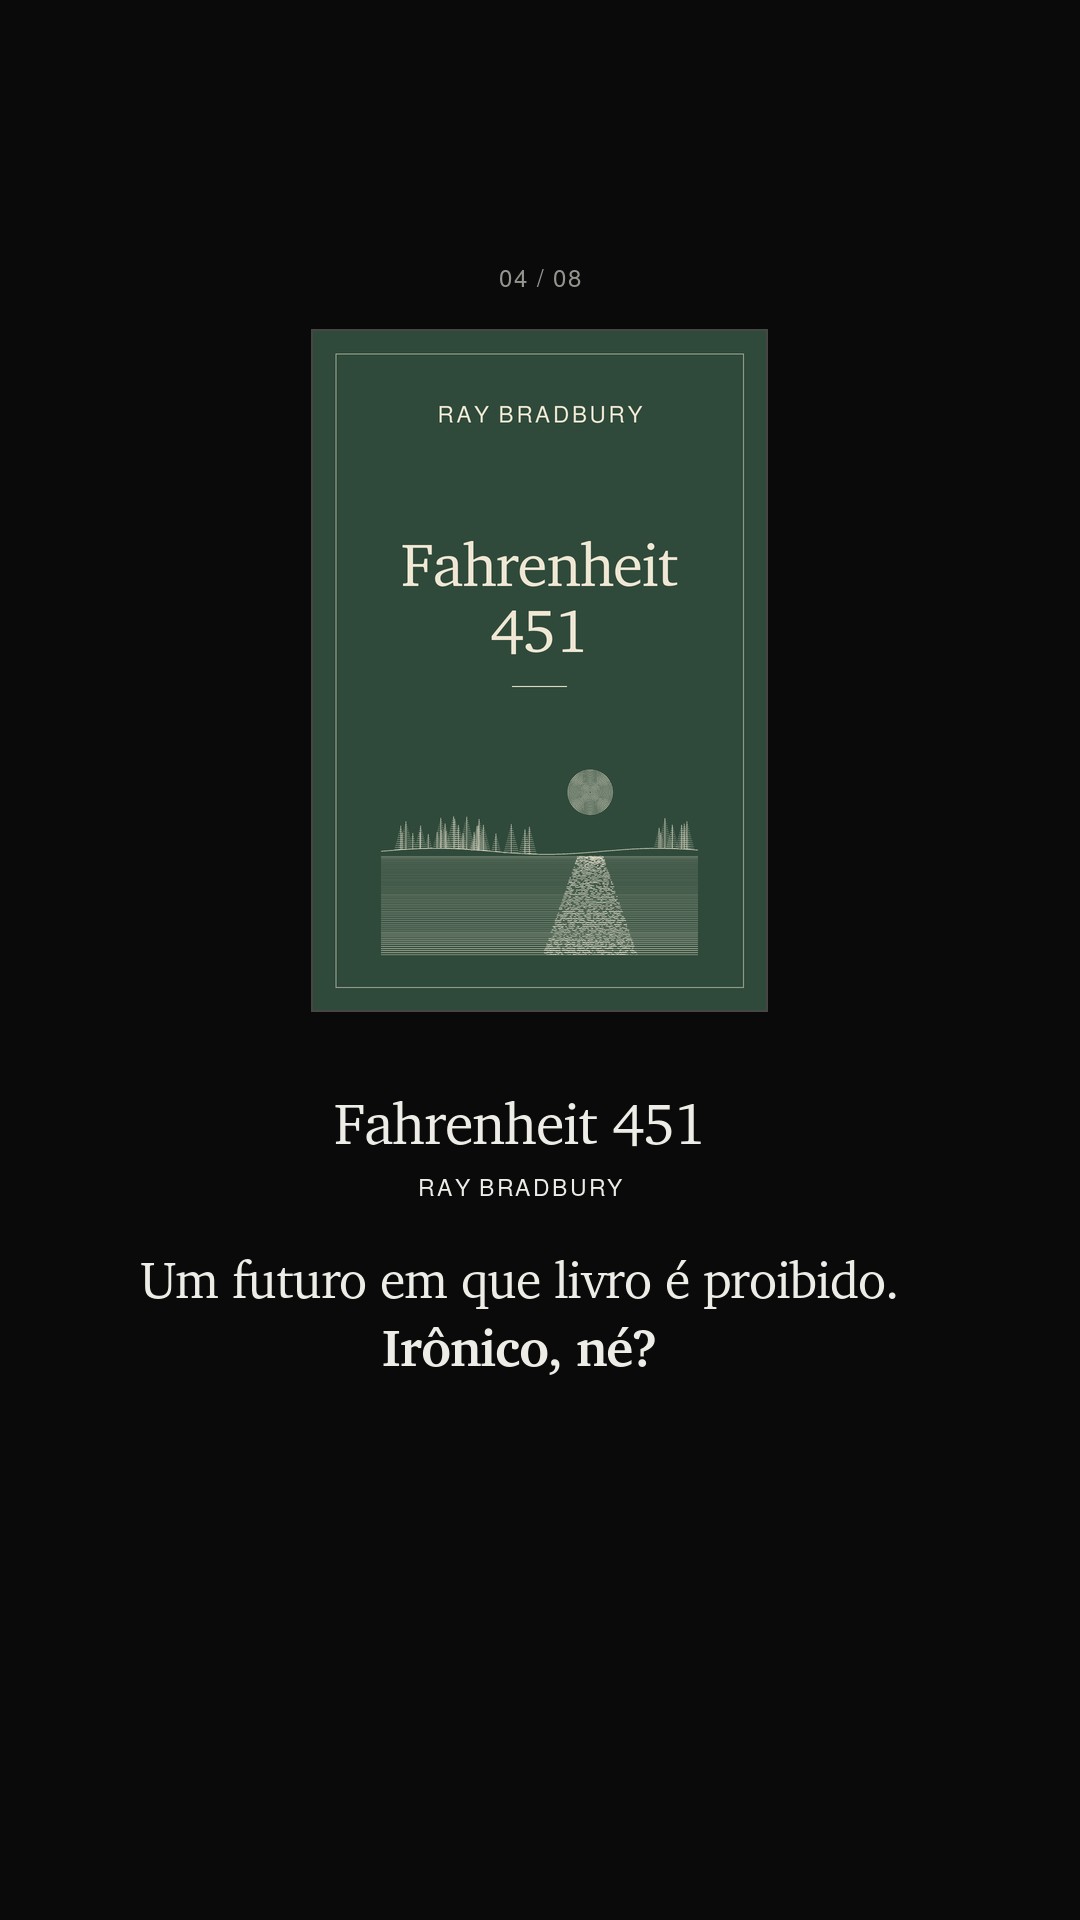 04 / 08
RAY BRADBURY
Fahrenheit
451
Fahrenheit 451
RAY BRADBURY
Um futuro em que livro é proibido.
Irônico, né?